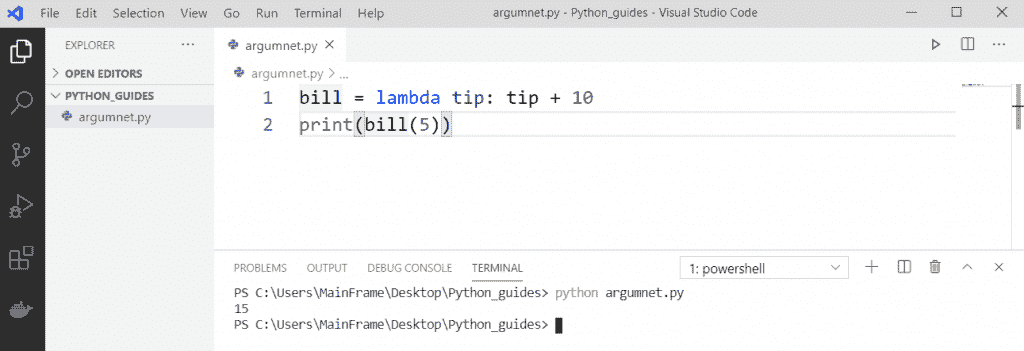 File Edit Selection View Go Run Terminal Help argumnet.py - Python_guides - Visual Studio Code
EXPLORER ...
OPEN EDITORS
PYTHON_GUIDES
argumnet.py
argumnet.py
argumnet.py > ...
1 bill = lambda tip: tip + 10
2 print(bill(5))
PROBLEMS OUTPUT DEBUG CONSOLE TERMINAL 1: powershell
PS C:\Users\MainFrame\Desktop\Python_guides> python argumnet.py
15
PS C:\Users\MainFrame\Desktop\Python_guides>